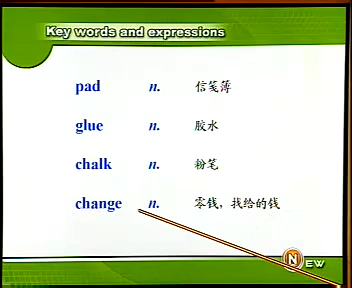 Key words and expressions
pad n. 信笺薄
glue n. 胶水
chalk n. 粉笔
change n. 零钱，找给的钱
NEW